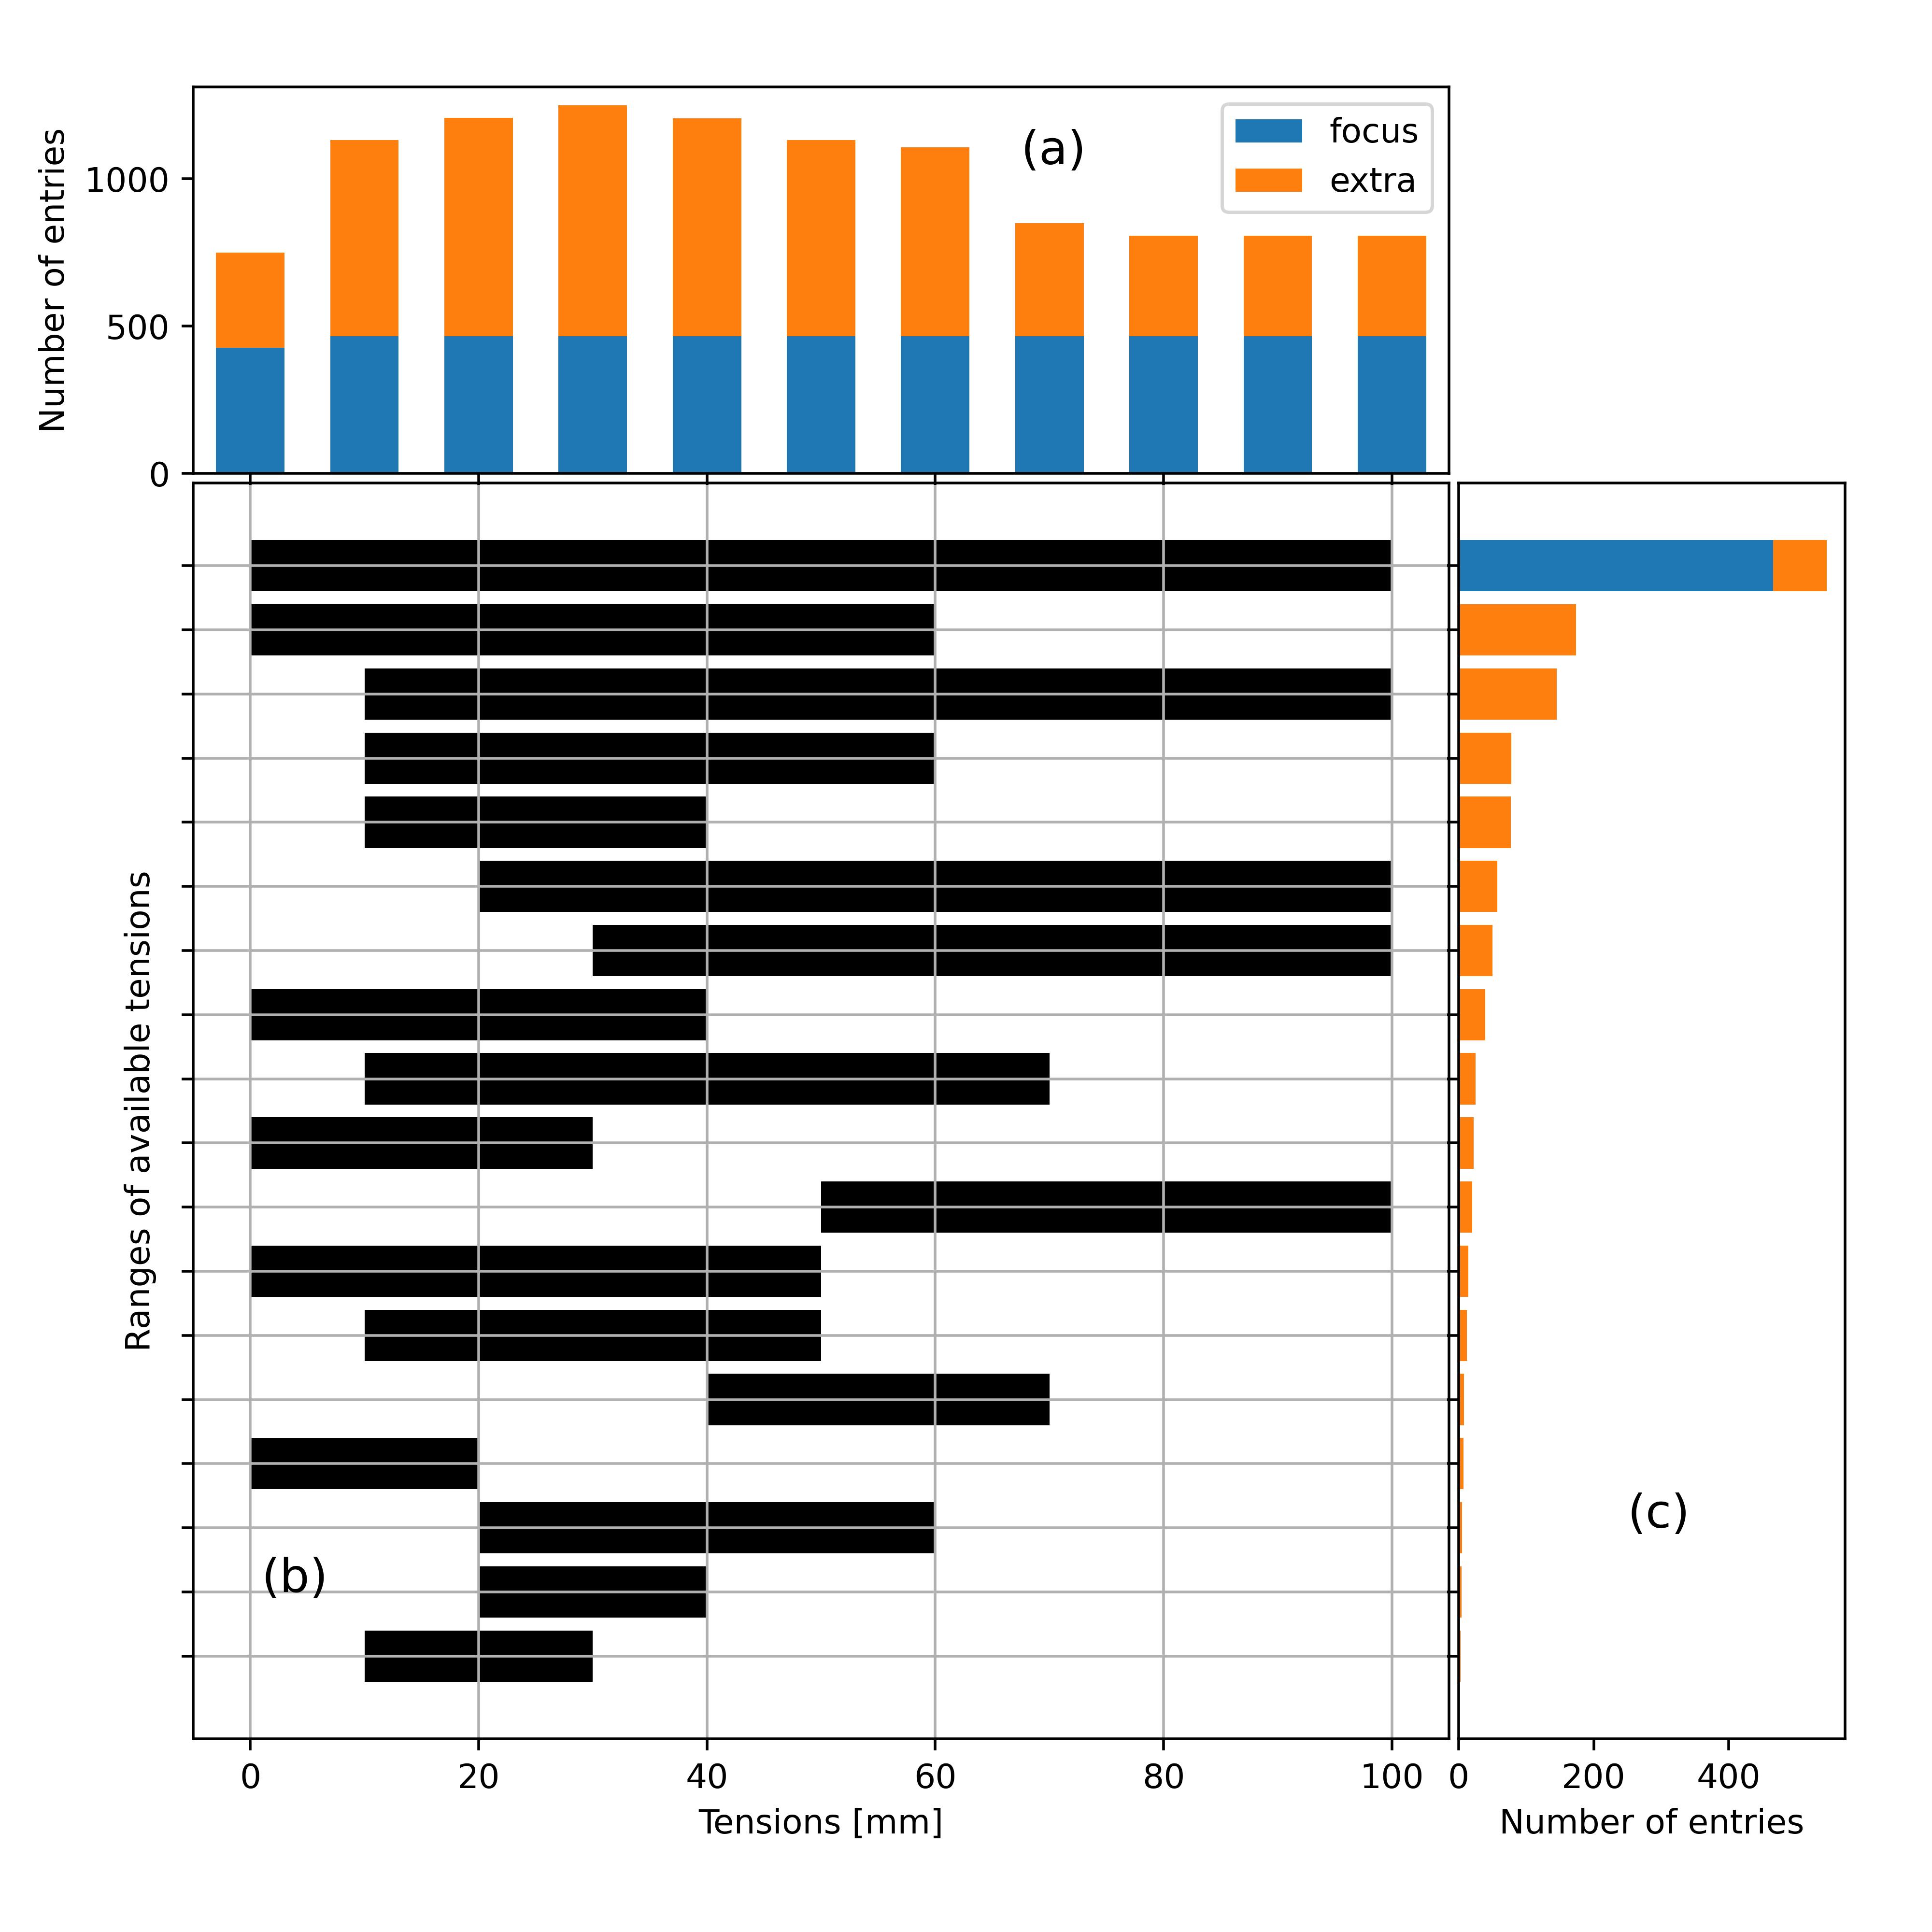 Number of entries
1000
500
0
(a)
focus
extra
Ranges of available tensions
(b)
(c)
0 20 40 60 80 100
Tensions [mm]
0 200 400
Number of entries